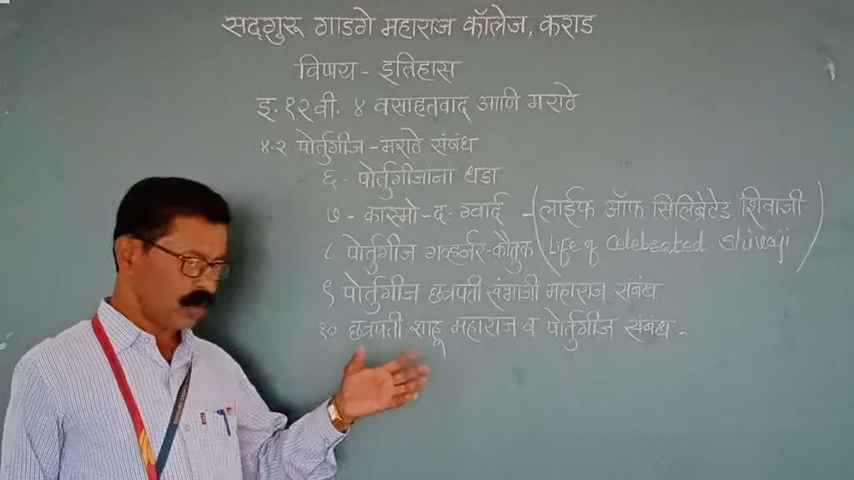 सद्गुरू गाडगे महाराज कॉलेज, कराड
विषय - इतिहास
इ. १२वी. ४ वसाहतवाद आणि मराठे
४.२ पोर्तुगीज - मराठे संबंध
६ - पोर्तुगीजांना धडा
७ - कास्मो - द - ग्वार्द - (लाईफ ऑफ सिलिब्रेटेड शिवाजी
Life of celebrated shivaji)
८ पोर्तुगीज गव्हर्नर - कौतुक
९ पोर्तुगीज छत्रपती संभाजी महाराज संबंध
१० छत्रपती शाहू महाराज व पोर्तुगीज संबंध -